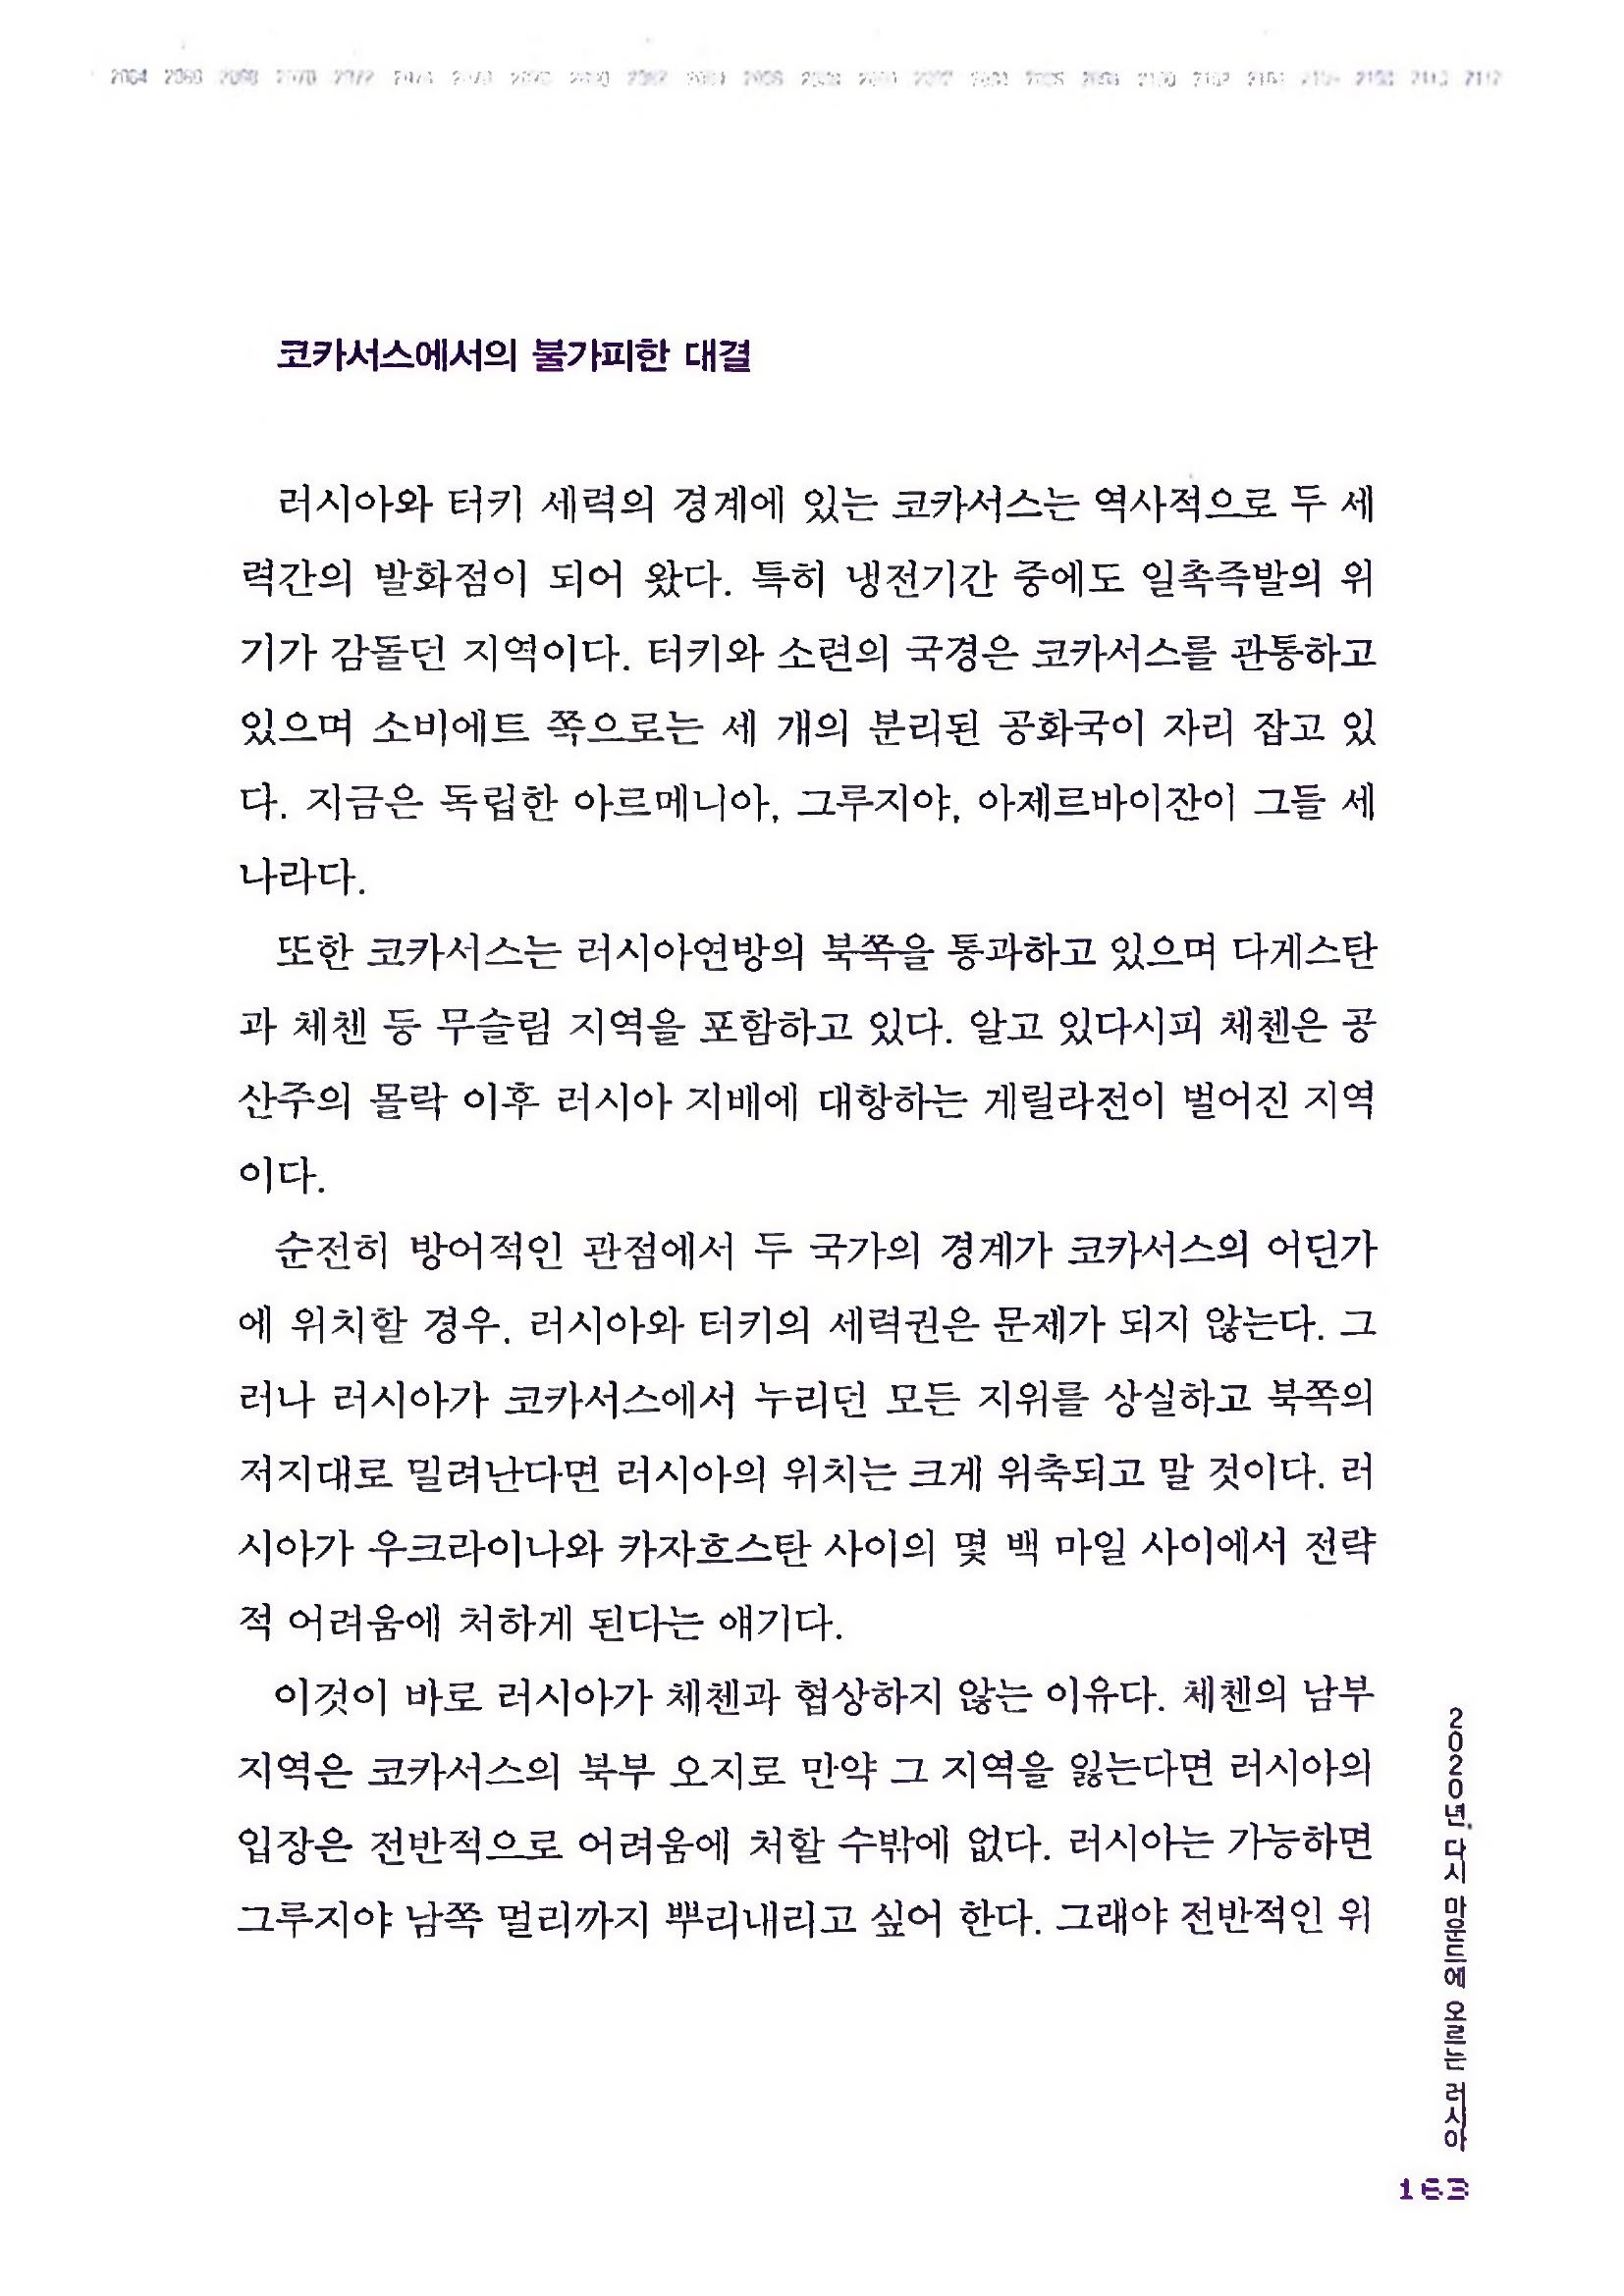 코카서스에서의 불가피한 대결
러시아와 터키 세력의 경계에 있는 코카서스는 역사적으로 두 세
력간의 발화점이 되어 왔다. 특히 냉전기간 중에도 일촉즉발의 위
기가 감돌던 지역이다. 터키와 소련의 국경은 코카서스를 관통하고
있으며 소비에트 쪽으로는 세 개의 분리된 공화국이 자리 잡고 있
다. 지금은 독립한 아르메니아, 그루지야, 아제르바이잔이 그들 세
나라다.
또한 코카서스는 러시아연방의 북쪽을 통과하고 있으며 다게스탄
과 체첸 등 무슬림 지역을 포함하고 있다. 알고 있다시피 체첸은 공
산주의 몰락 이후 러시아 지배에 대항하는 게릴라전이 벌어진 지역
이다.
순전히 방어적인 관점에서 두 국가의 경계가 코카서스의 어딘가
에 위치할 경우, 러시아와 터키의 세력권은 문제가 되지 않는다. 그
러나 러시아가 코카서스에서 누리던 모든 지위를 상실하고 북쪽의
저지대로 밀려난다면 러시아의 위치는 크게 위축되고 말 것이다. 러
시아가 우크라이나와 카자흐스탄 사이의 몇 백 마일 사이에서 전략
적 어려움에 처하게 된다는 얘기다.
이것이 바로 러시아가 체첸과 협상하지 않는 이유다. 체첸의 남부
지역은 코카서스의 북부 오지로 만약 그 지역을 잃는다면 러시아의
입장은 전반적으로 어려움에 처할 수밖에 없다. 러시아는 가능하면
그루지야 남쪽 멀리까지 뿌리내리고 싶어 한다. 그래야 전반적인 위
2020년, 다시 마운드에 오르는 러시아
163